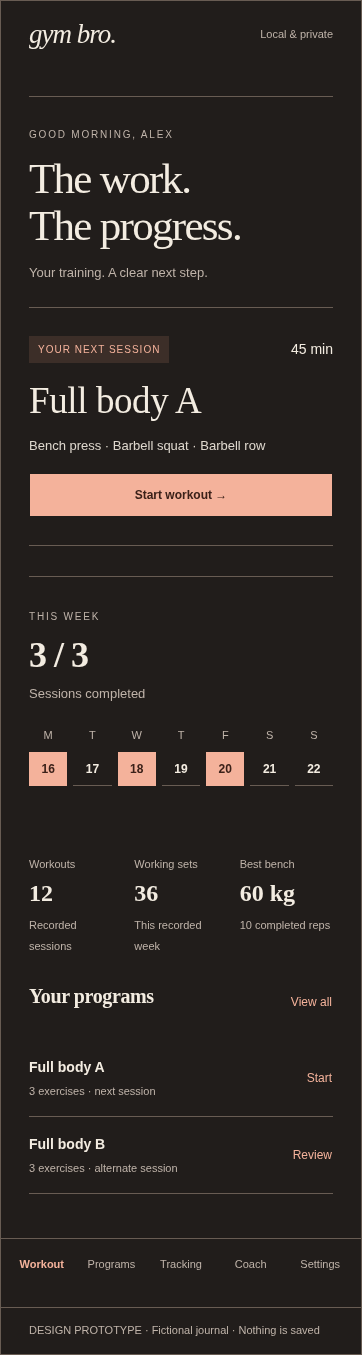 gym bro.
Local & private
GOOD MORNING, ALEX
The work.
The progress.
Your training. A clear next step.
YOUR NEXT SESSION
45 min
Full body A
Bench press · Barbell squat · Barbell row
Start workout →
THIS WEEK
3 / 3
Sessions completed
M T W T F S S
16 17 18 19 20 21 22
Workouts Working sets Best bench
12 36 60 kg
Recorded This recorded 10 completed reps
sessions week
Your programs
View all
Full body A
3 exercises · next session
Start
Full body B
3 exercises · alternate session
Review
Workout Programs Tracking Coach Settings
DESIGN PROTOTYPE · Fictional journal · Nothing is saved